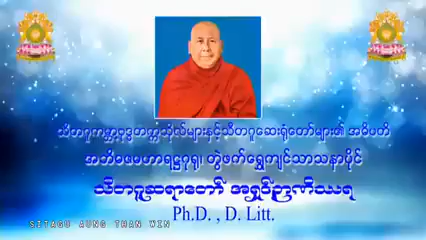 သီတဂူကမ္ဘာ့ဗုဒ္ဓတက္ကသိုလ်များနှင့်သီတဂူဆေးရုံတော်များ၏ အဓိပတိ
အဘိဓဇမဟာရဋ္ဌဂုရု၊ တွဲဖက်ရွှေကျင်သာသနာပိုင်
သီတဂူဆရာတော် အရှင်ဉာဏိဿရ
Ph.D. , D. Litt.
SITAGU AUNG THAN WIN